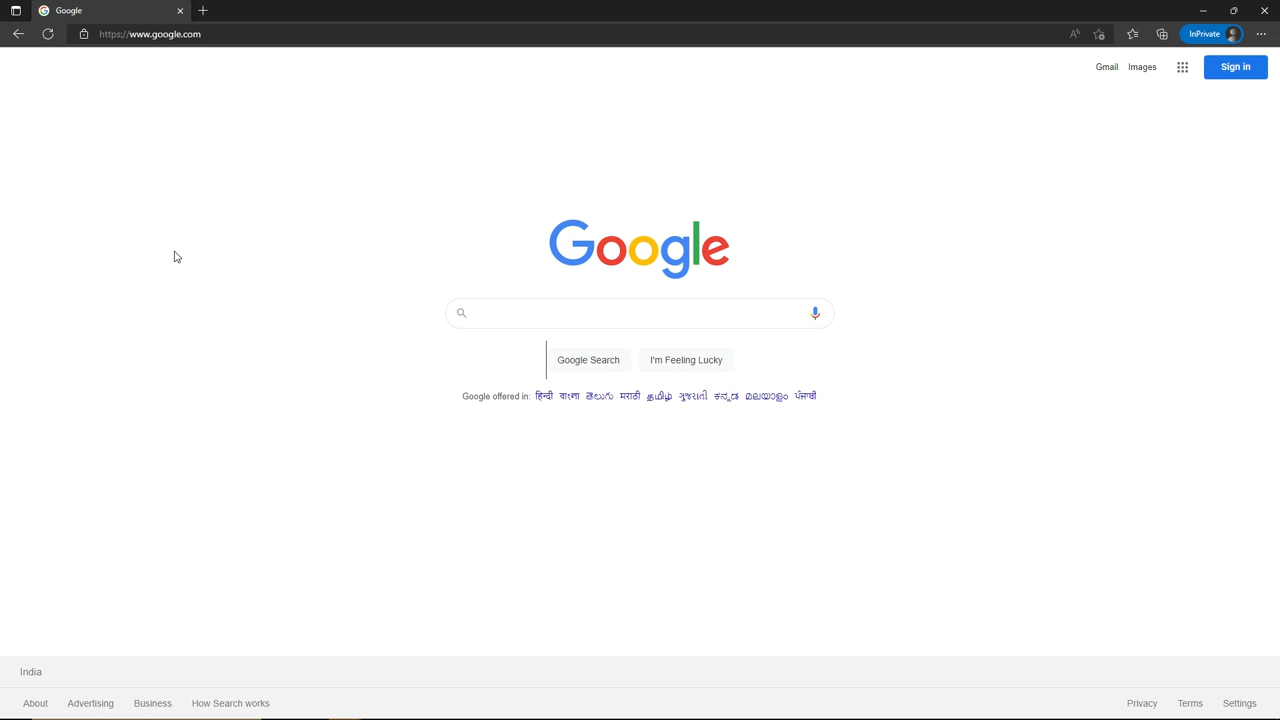 Google
https://www.google.com
InPrivate
Gmail Images Sign in
Google
Google Search I'm Feeling Lucky
Google offered in: हिन्दी বাংলা తెలుగు मराठी தமிழ் ગુજરાતી ಕನ್ನಡ മലയാളം ਪੰਜਾਬੀ
India
About Advertising Business How Search works Privacy Terms Settings